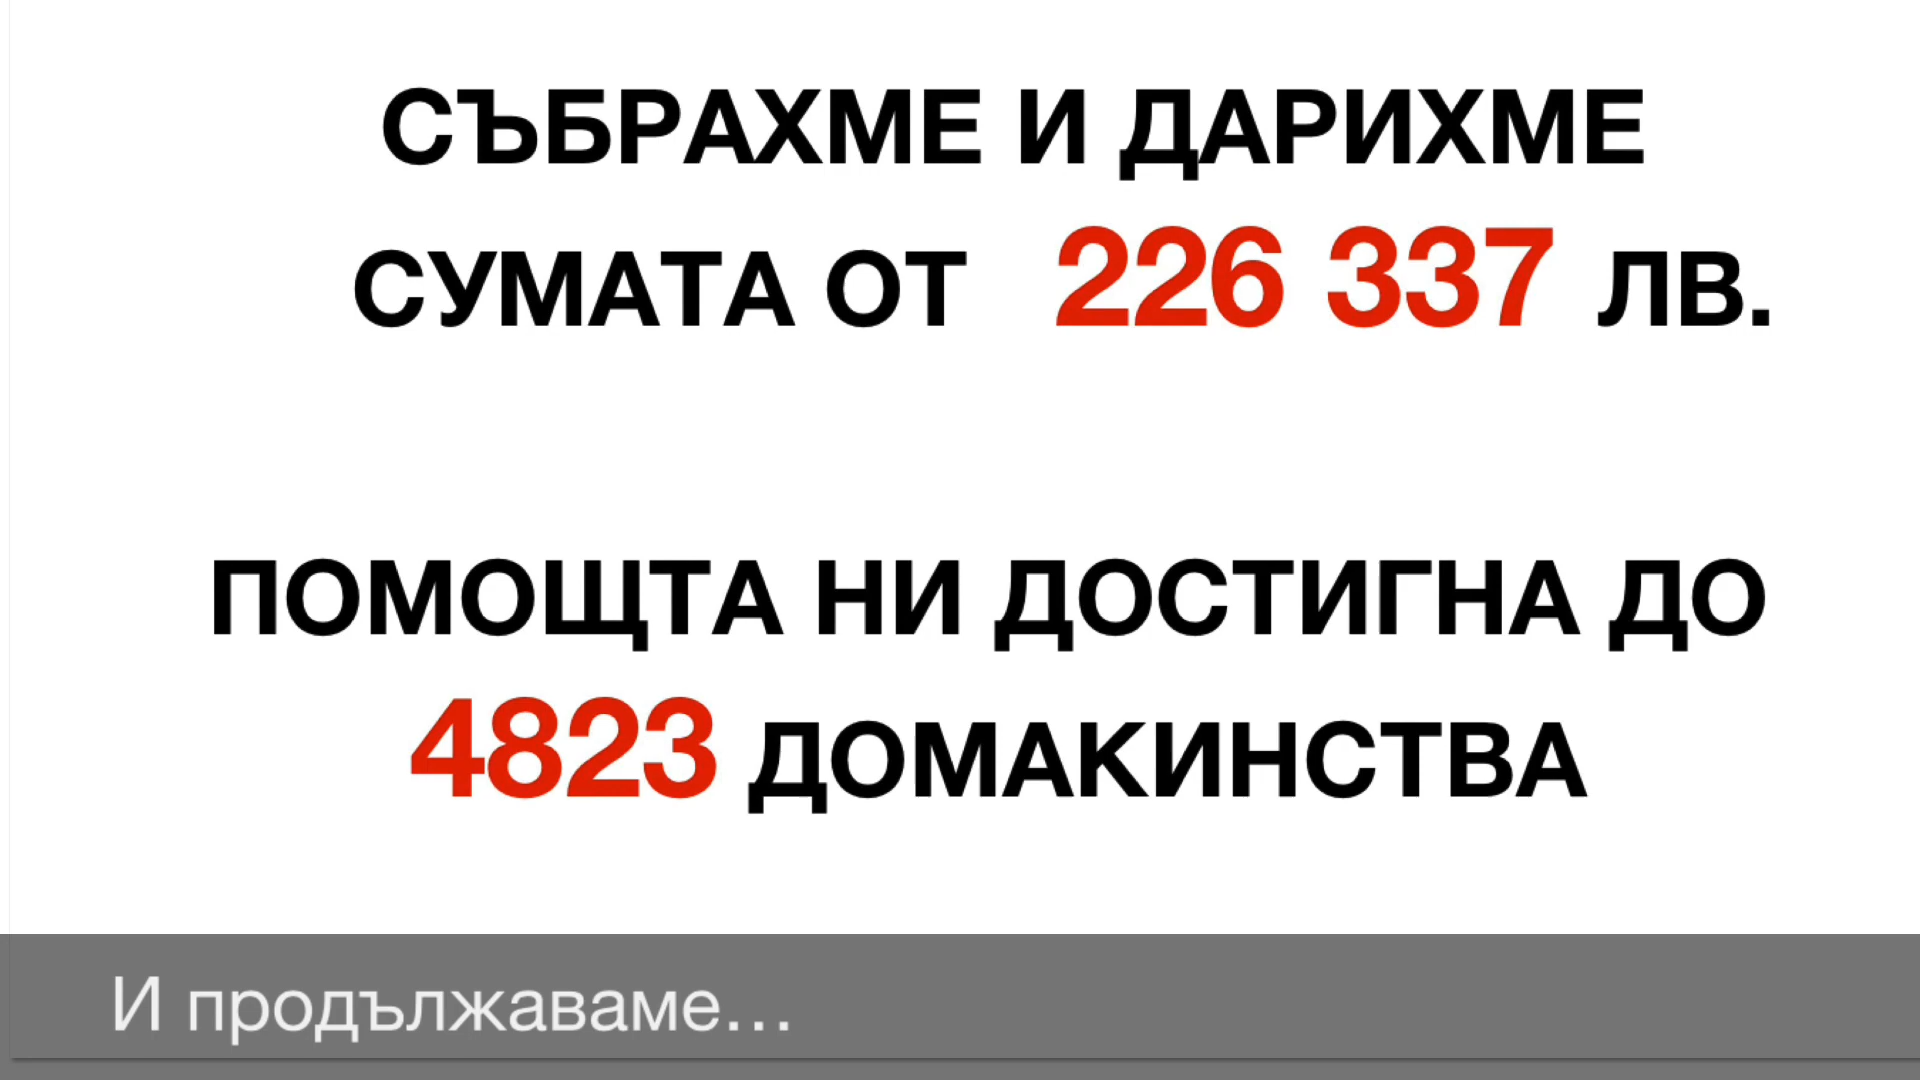 СЪБРАХМЕ И ДАРИХМЕ
СУМАТА ОТ 226 337 ЛВ.
ПОМОЩТА НИ ДОСТИГНА ДО
4823 ДОМАКИНСТВА
И продължаваме...